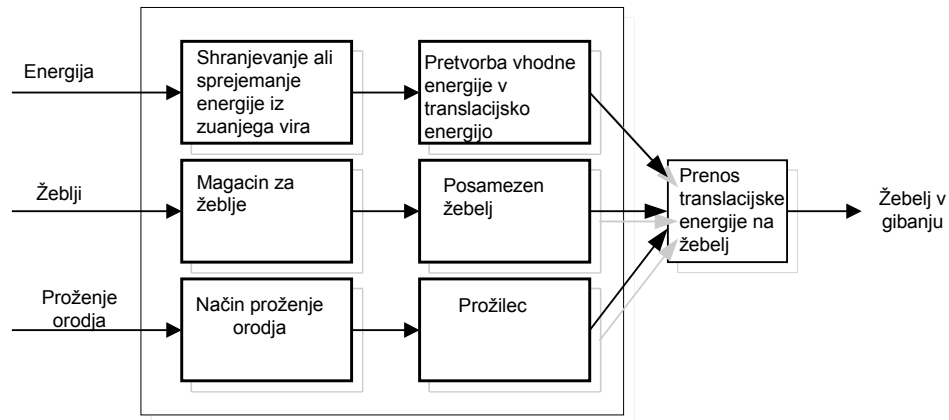 Energija
Shranjevanje ali
sprejemanje
energije iz
zuanjega vira
Pretvorba vhodne
energije v
translacijsko
energijo
Žeblji
Magacin za
žeblje
Posamezen
žebelj
Prenos
translacijske
energije na
žebelj
Žebelj v
gibanju
Proženje
orodja
Način proženje
orodja
Prožilec